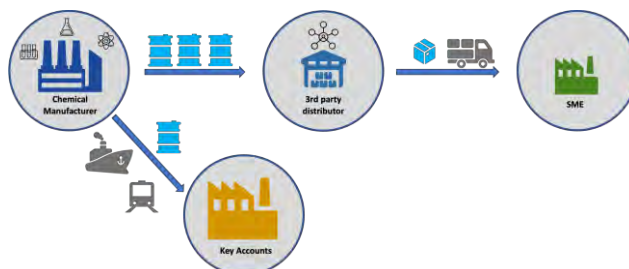 Chemical
Manufacturer
3rd party
distributor
SME
Key Accounts